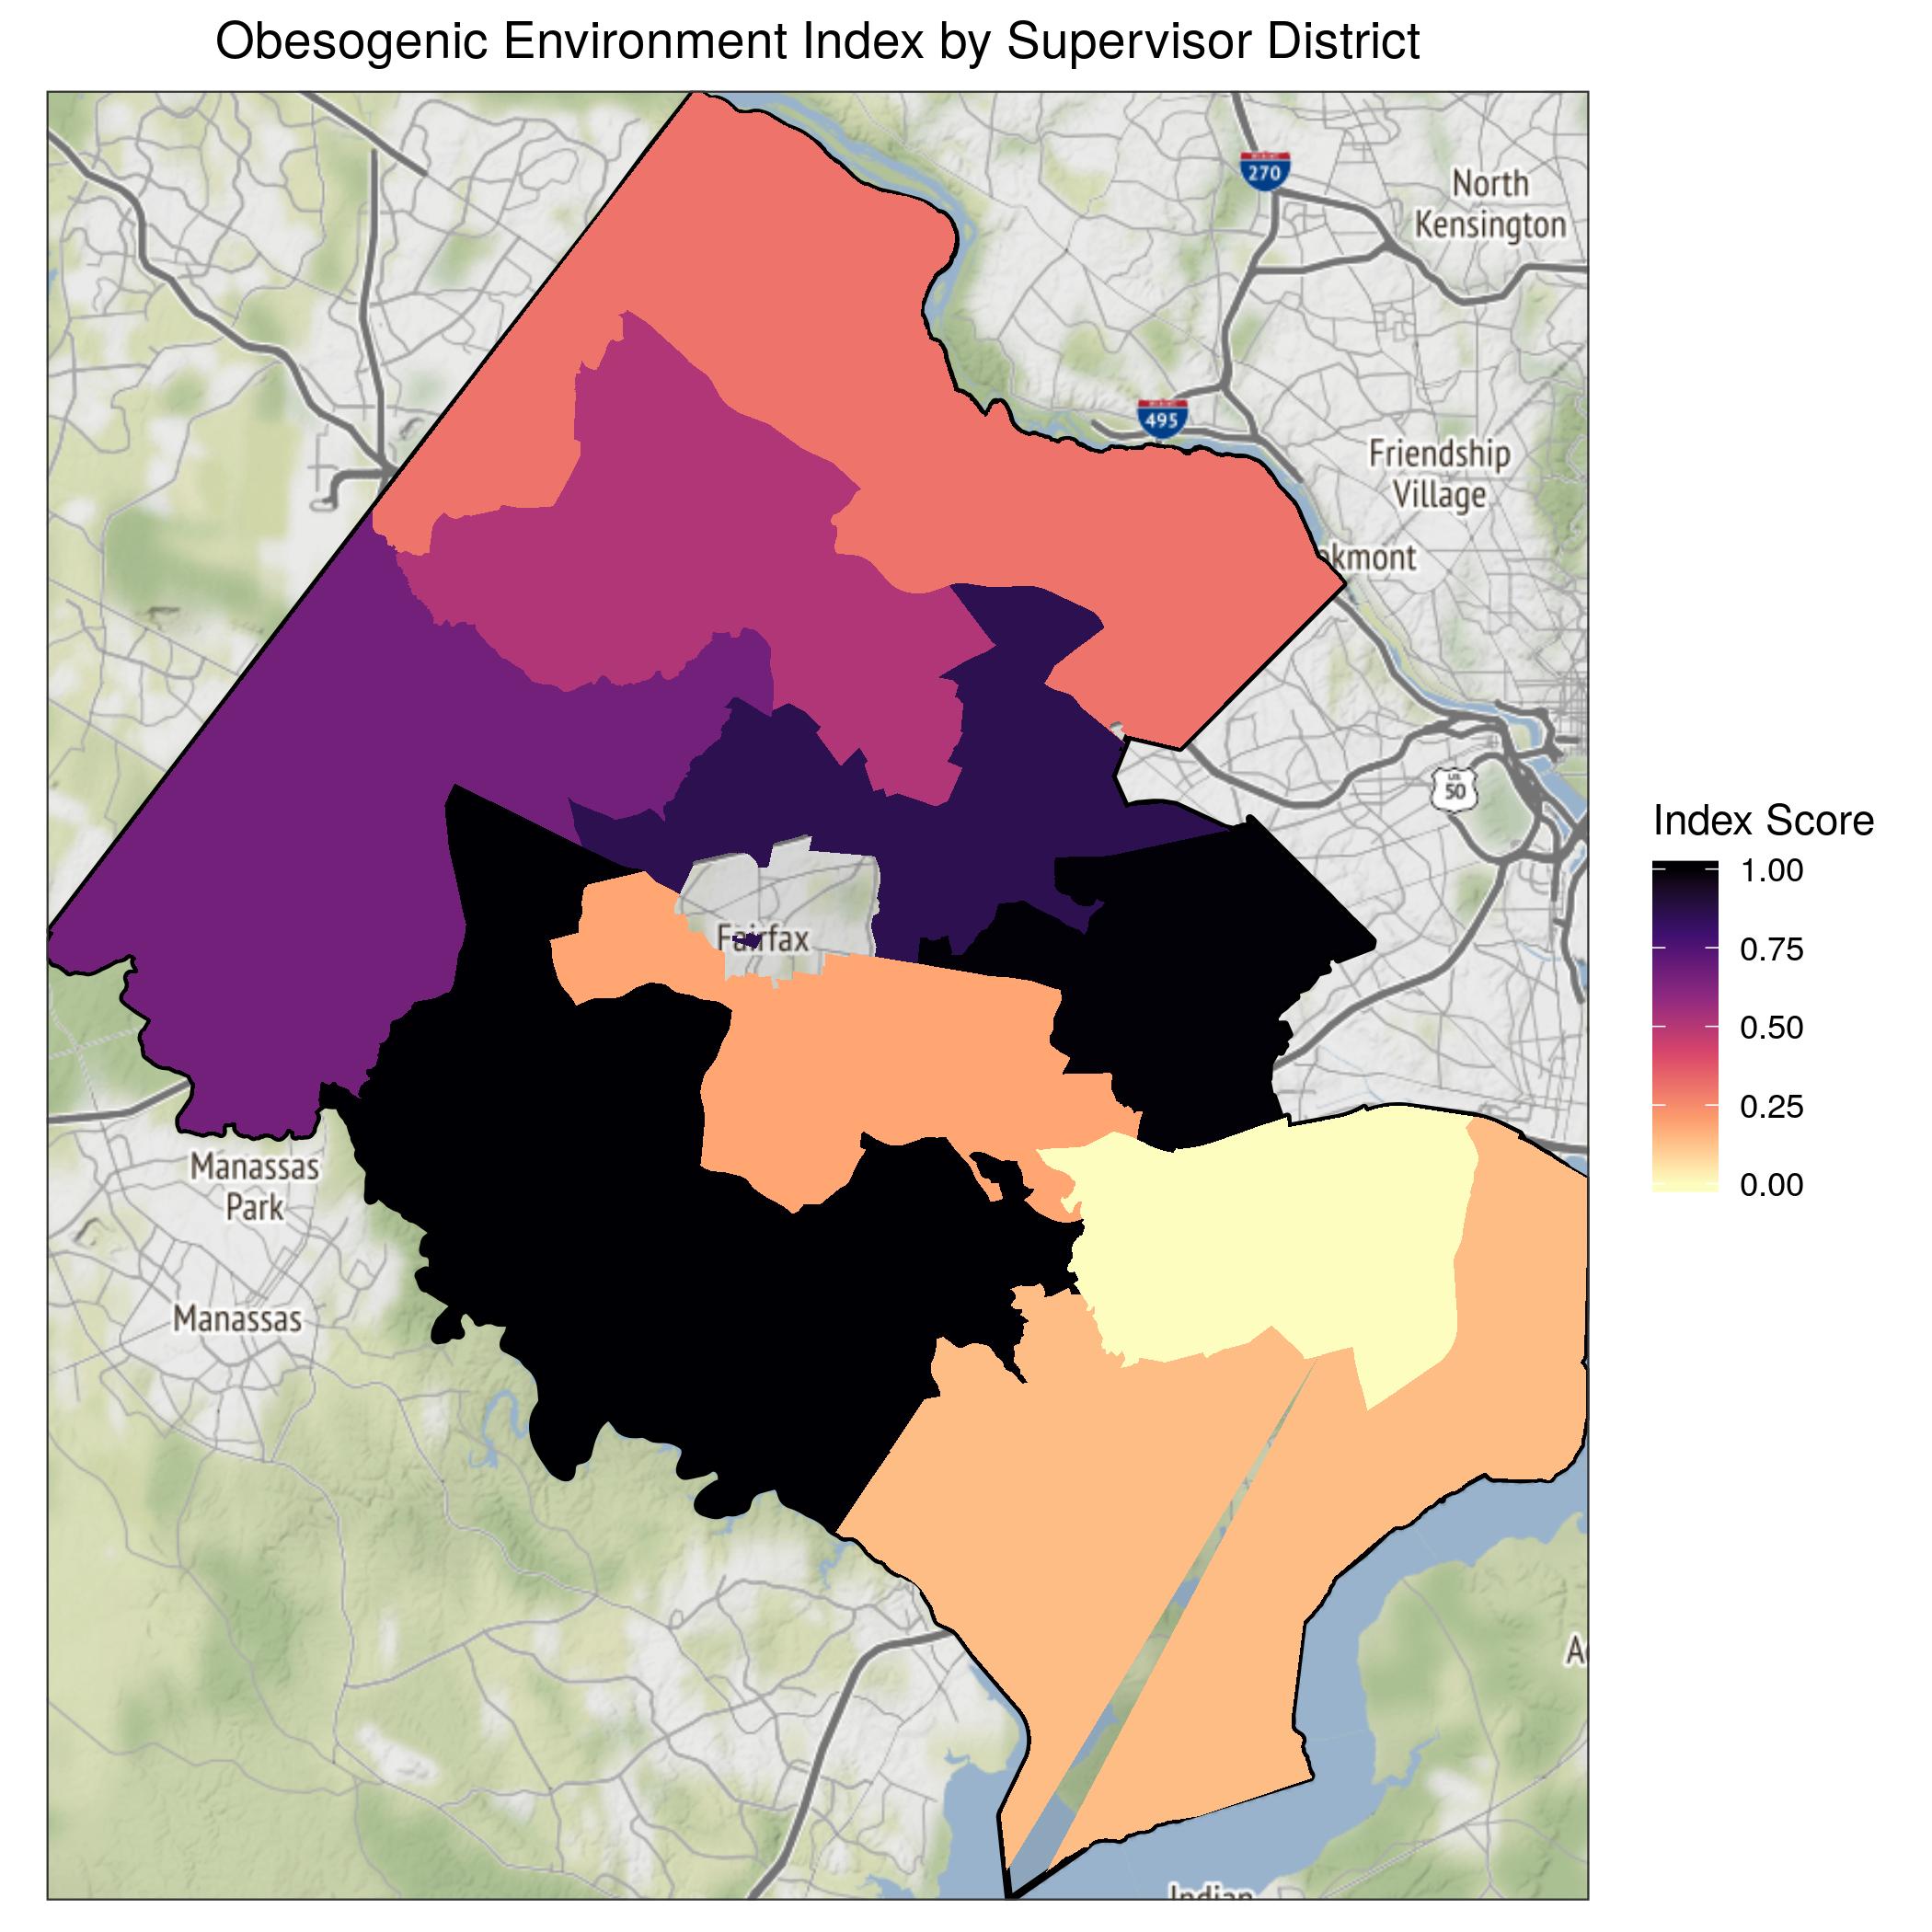 Obesogenic Environment Index by Supervisor District
270
North
Kensington
495
Friendship
Village
okmont
US
50
Index Score
1.00
0.75
0.50
0.25
0.00
Fairfax
Manassas
Park
Manassas
Indian